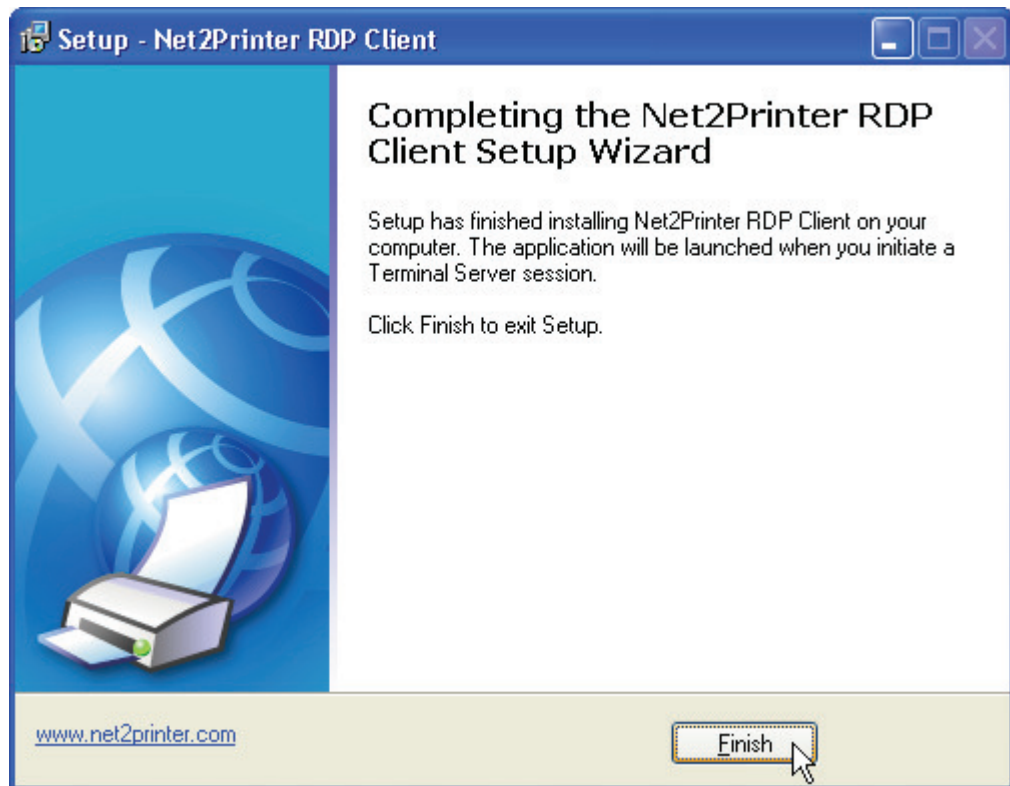 Setup - Net2Printer RDP Client
Completing the Net2Printer RDP
Client Setup Wizard
Setup has finished installing Net2Printer RDP Client on your
computer. The application will be launched when you initiate a
Terminal Server session.
Click Finish to exit Setup.
www.net2printer.com
Finish